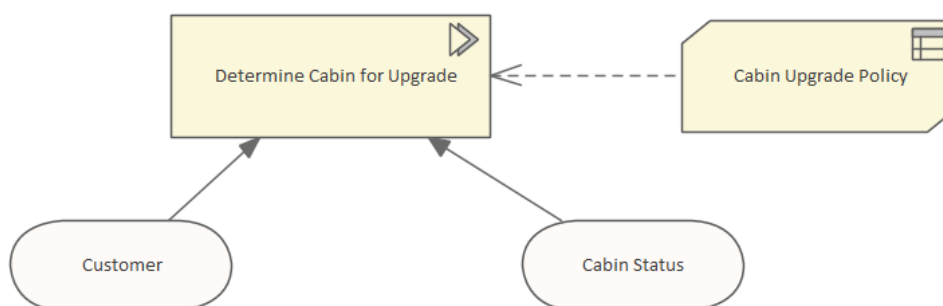 Determine Cabin for Upgrade
Cabin Upgrade Policy
Customer
Cabin Status